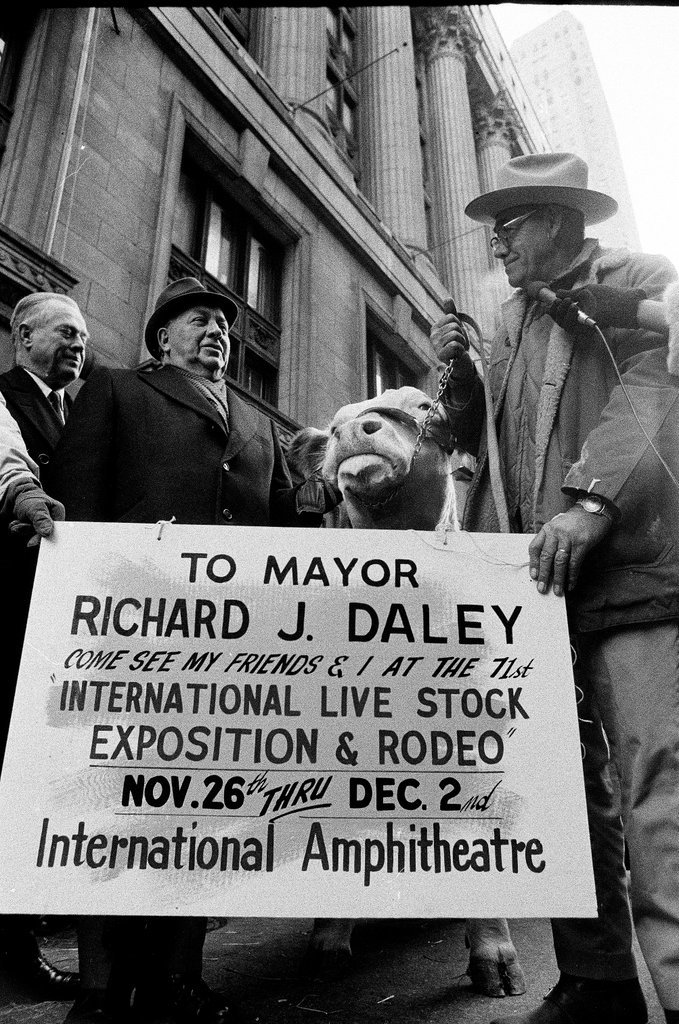 TO MAYOR
RICHARD J. DALEY
COME SEE MY FRIENDS & I AT THE 71st
"INTERNATIONAL LIVE STOCK
EXPOSITION & RODEO"
NOV. 26th THRU DEC. 2nd
International Amphitheatre